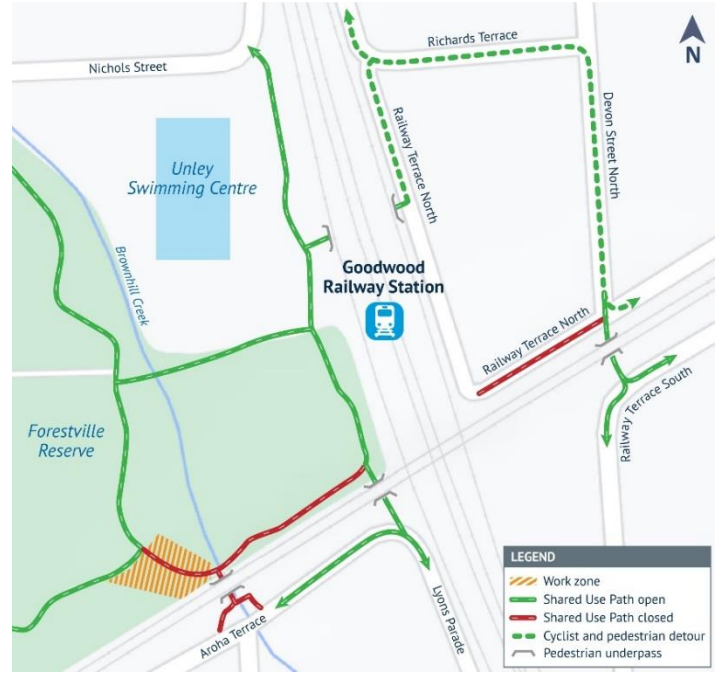 Nichols Street
Richards Terrace
N
Railway Terrace North
Devon Street North
Unley
Swimming Centre
Brownhill Creek
Goodwood
Railway Station
Railway Terrace North
Railway Terrace South
Forestville
Reserve
Aroha Terrace
Lyons Parade
LEGEND
Work zone
Shared Use Path open
Shared Use Path closed
Cyclist and pedestrian detour
Pedestrian underpass